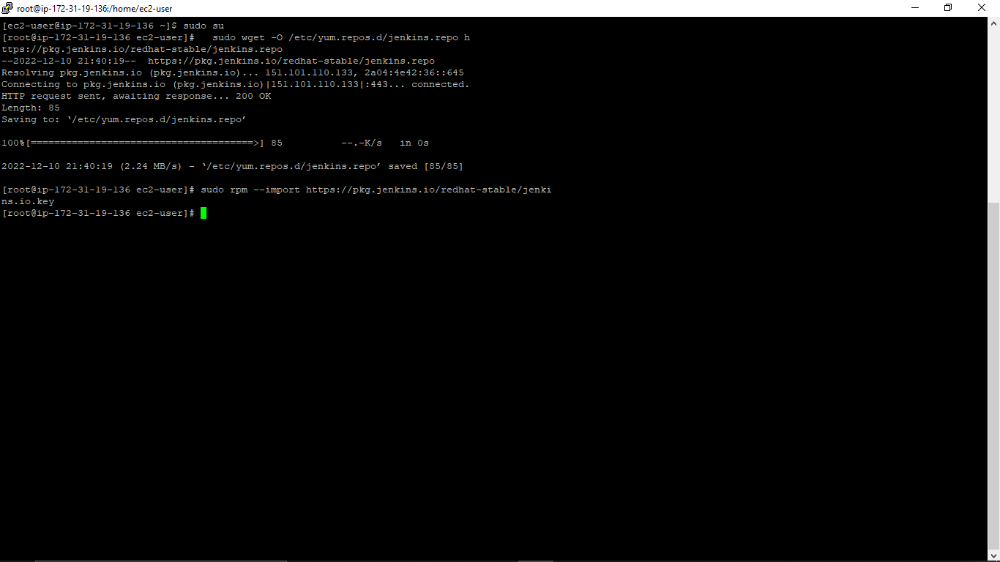 root@ip-172-31-19-136:/home/ec2-user
[ec2-user@ip-172-31-19-136 ~]$ sudo su
[root@ip-172-31-19-136 ec2-user]#   sudo wget -O /etc/yum.repos.d/jenkins.repo h
ttps://pkg.jenkins.io/redhat-stable/jenkins.repo
--2022-12-10 21:40:19--  https://pkg.jenkins.io/redhat-stable/jenkins.repo
Resolving pkg.jenkins.io (pkg.jenkins.io)... 151.101.110.133, 2a04:4e42:36::645
Connecting to pkg.jenkins.io (pkg.jenkins.io)|151.101.110.133|:443... connected.
HTTP request sent, awaiting response... 200 OK
Length: 85
Saving to: ‘/etc/yum.repos.d/jenkins.repo’
100%[======================================>] 85          --.-K/s   in 0s
2022-12-10 21:40:19 (2.24 MB/s) - ‘/etc/yum.repos.d/jenkins.repo’ saved [85/85]
[root@ip-172-31-19-136 ec2-user]# sudo rpm --import https://pkg.jenkins.io/redhat-stable/jenki
ns.io.key
[root@ip-172-31-19-136 ec2-user]#